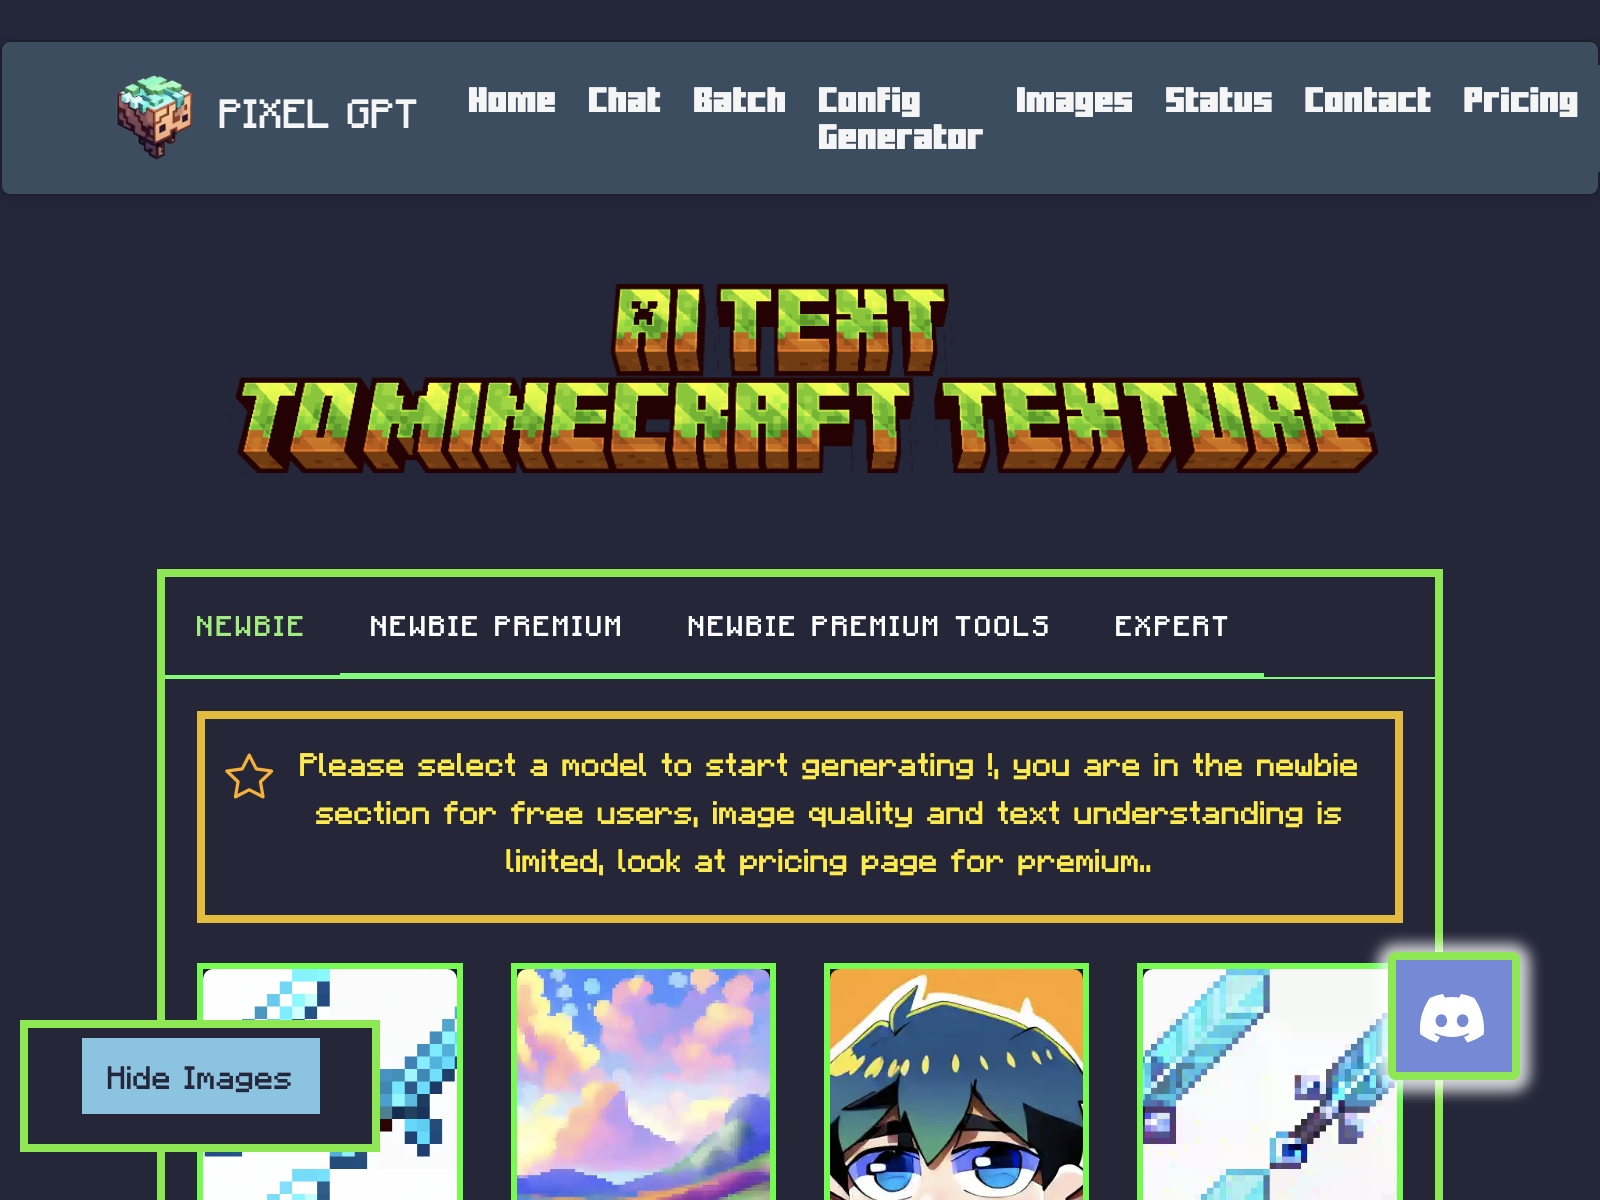 PIXEL GPT
Home
Chat
Batch
Config
Generator
Images
Status
Contact
Pricing
AI TEXT
TO MINECRAFT TEXTURE
NEWBIE
NEWBIE PREMIUM
NEWBIE PREMIUM TOOLS
EXPERT
Please select a model to start generating !, you are in the newbie
section for free users, image quality and text understanding is
limited, look at pricing page for premium..
Hide Images